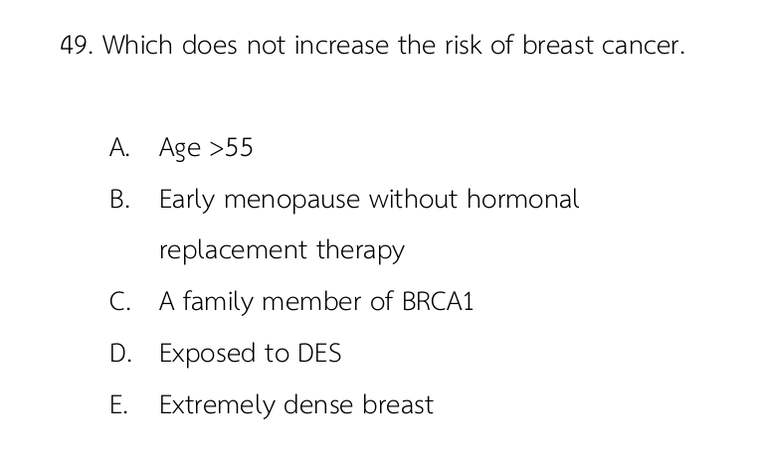 49. Which does not increase the risk of breast cancer.
A. Age >55
B. Early menopause without hormonal
replacement therapy
C. A family member of BRCA1
D. Exposed to DES
E. Extremely dense breast